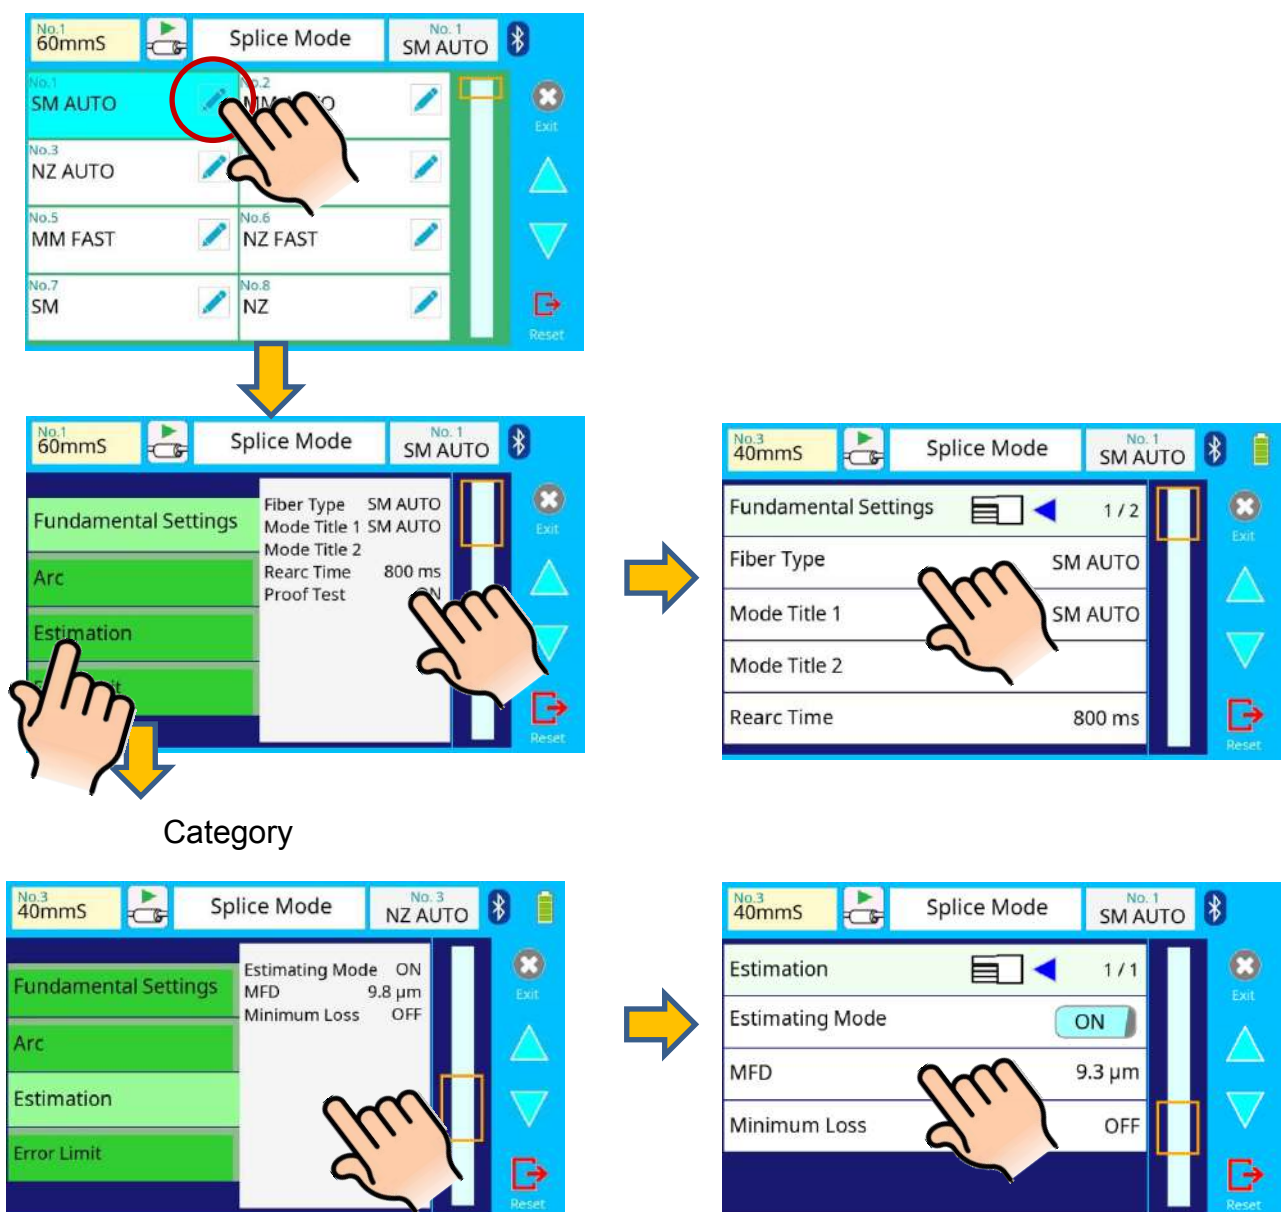 No.1
60mmS
Splice Mode
No. 1
SM AUTO
No.1
SM AUTO
No.2
Exit
No.3
NZ AUTO
No.5
MM FAST
No.6
NZ FAST
No.7
SM
No.8
NZ
Reset
No.1
60mmS
Splice Mode
No. 1
SM AUTO
Fundamental Settings
Arc
Estimation
Fiber Type SM AUTO
Mode Title 1 SM AUTO
Mode Title 2
Rearc Time 800 ms
Proof Test ON
Exit
Reset
No.3
40mmS
Splice Mode
No. 1
SM AUTO
Fundamental Settings 1 / 2
Fiber Type SM AUTO
Mode Title 1 SM AUTO
Mode Title 2
Rearc Time 800 ms
Exit
Reset
Category
No.3
40mmS
Splice Mode
No. 3
NZ AUTO
Fundamental Settings
Arc
Estimation
Error Limit
Estimating Mode ON
MFD 9.8 µm
Minimum Loss OFF
Exit
Reset
No.3
40mmS
Splice Mode
No. 1
SM AUTO
Estimation 1 / 1
Estimating Mode ON
MFD 9.3 µm
Minimum Loss OFF
Exit
Reset